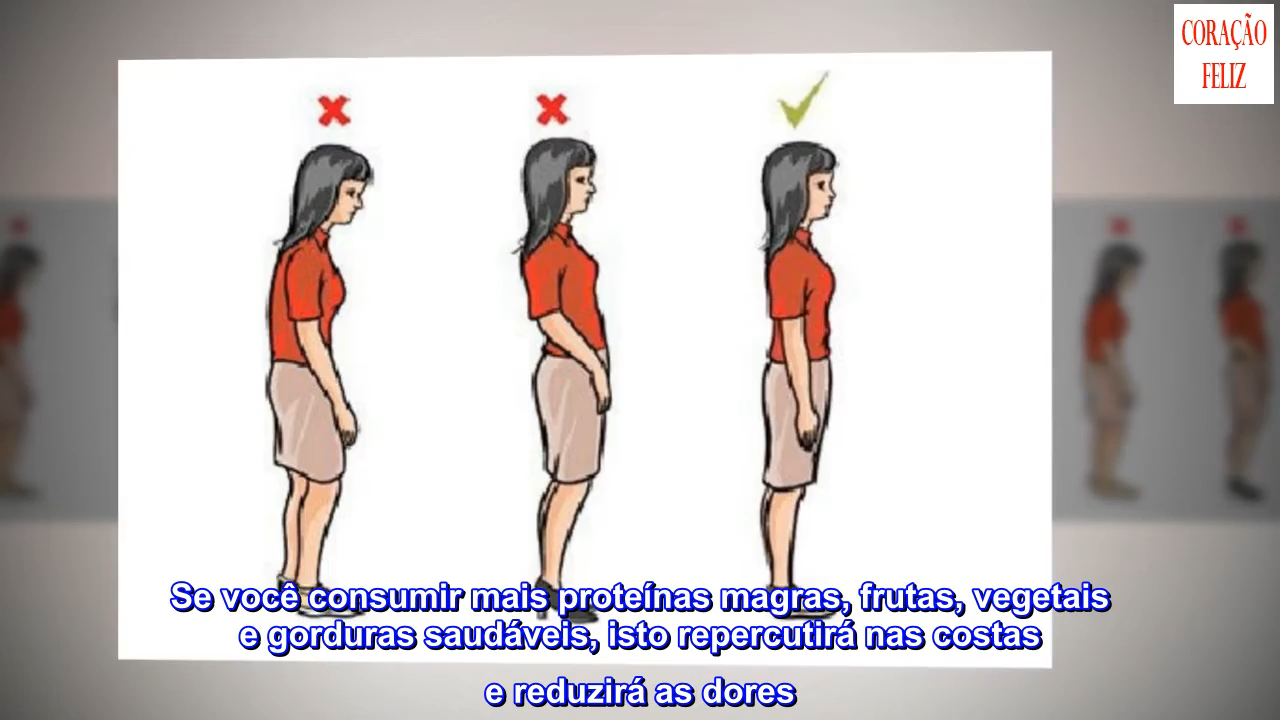 CORAÇÃO
FELIZ
Se você consumir mais proteínas magras, frutas, vegetais
e gorduras saudáveis, isto repercutirá nas costas
e reduzirá as dores